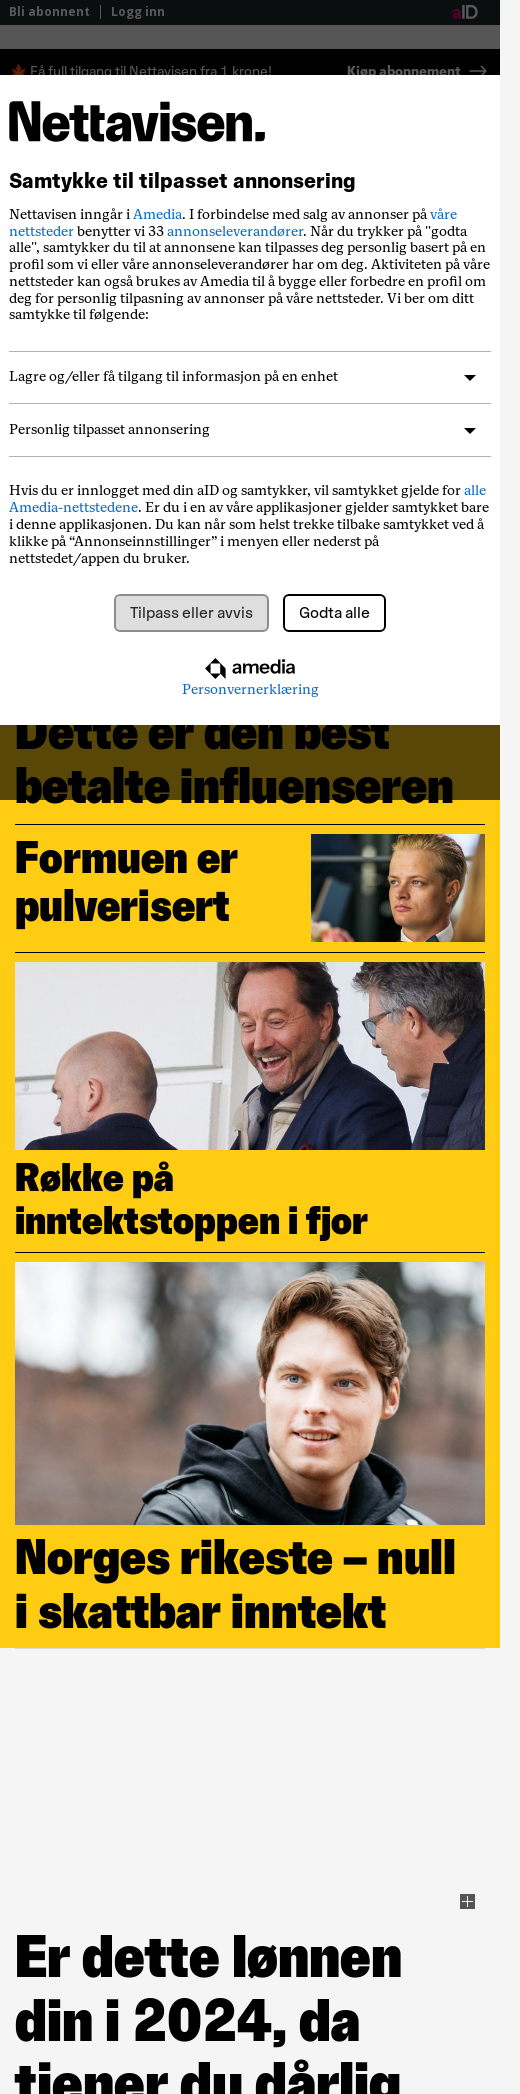 Bli abonnent | Logg inn aID
🍁 Få full tilgang til Nettavisen fra 1 krone! Kjøp abonnement →
Nettavisen.
Samtykke til tilpasset annonsering
Nettavisen inngår i Amedia. I forbindelse med salg av annonser på våre
nettsteder benytter vi 33 annonseleverandører. Når du trykker på "godta
alle", samtykker du til at annonsene kan tilpasses deg personlig basert på en
profil som vi eller våre annonseleverandører har om deg. Aktiviteten på våre
nettsteder kan også brukes av Amedia til å bygge eller forbedre en profil om
deg for personlig tilpasning av annonser på våre nettsteder. Vi ber om ditt
samtykke til følgende:
Lagre og/eller få tilgang til informasjon på en enhet
Personlig tilpasset annonsering
Hvis du er innlogget med din aID og samtykker, vil samtykket gjelde for alle
Amedia-nettstedene. Er du i en av våre applikasjoner gjelder samtykket bare
i denne applikasjonen. Du kan når som helst trekke tilbake samtykket ved å
klikke på “Annonseinnstillinger” i menyen eller nederst på
nettstedet/appen du bruker.
Tilpass eller avvis Godta alle
amedia
Personvernerklæring
Dette er den best
betalte influenseren
Formuen er
pulverisert
Røkke på
inntektstoppen i fjor
Norges rikeste – null
i skattbar inntekt
Er dette lønnen
din i 2024, da
tjener du dårlig